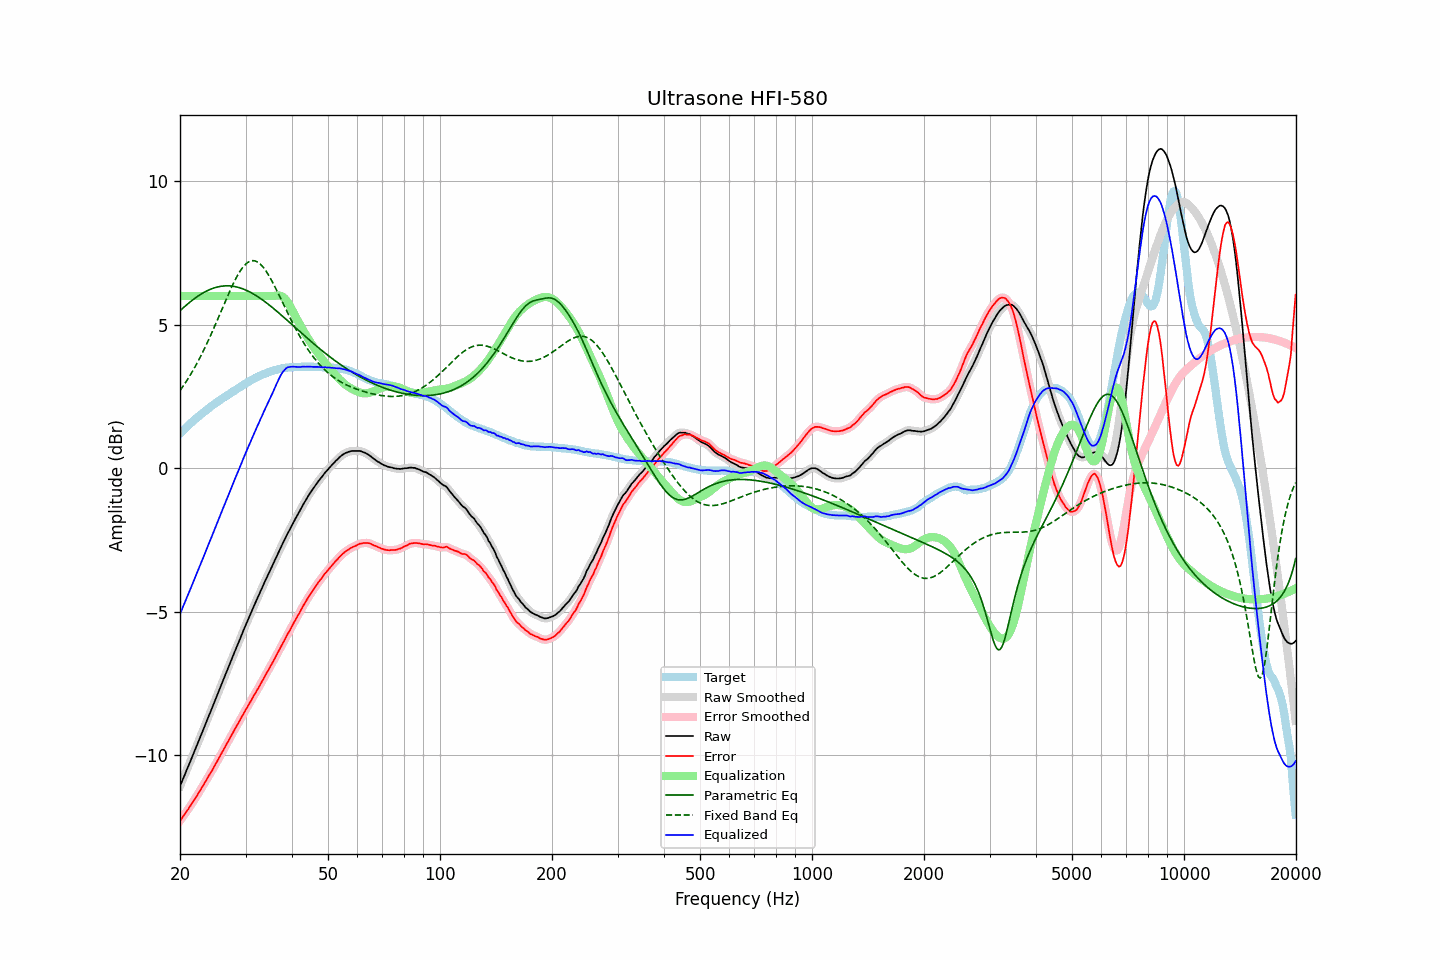 Ultrasone HFI-580
Amplitude (dBr)
10
5
0
−5
−10
20
50
100
200
500
1000
2000
5000
10000
20000
Frequency (Hz)
Target
Raw Smoothed
Error Smoothed
Raw
Error
Equalization
Parametric Eq
Fixed Band Eq
Equalized